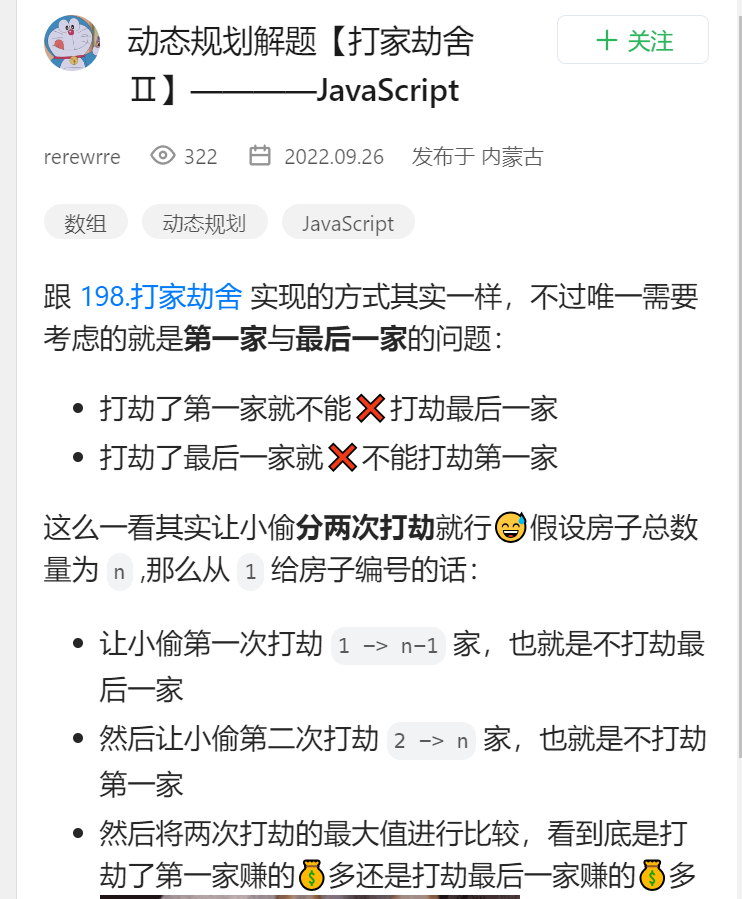 动态规划解题【打家劫舍
关注
Ⅱ】————JavaScript
rerewrre 322 2022.09.26 发布于 内蒙古
数组 动态规划 JavaScript
跟 198.打家劫舍 实现的方式其实一样，不过唯一需要
考虑的就是第一家与最后一家的问题：
打劫了第一家就不能❌打劫最后一家
打劫了最后一家就❌不能打劫第一家
这么一看其实让小偷分两次打劫就行😅假设房子总数
量为 n ,那么从 1 给房子编号的话：
让小偷第一次打劫 1 -> n-1 家，也就是不打劫最
后一家
然后让小偷第二次打劫 2 -> n 家，也就是不打劫
第一家
然后将两次打劫的最大值进行比较，看到底是打
劫了第一家赚的💰多还是打劫最后一家赚的💰多